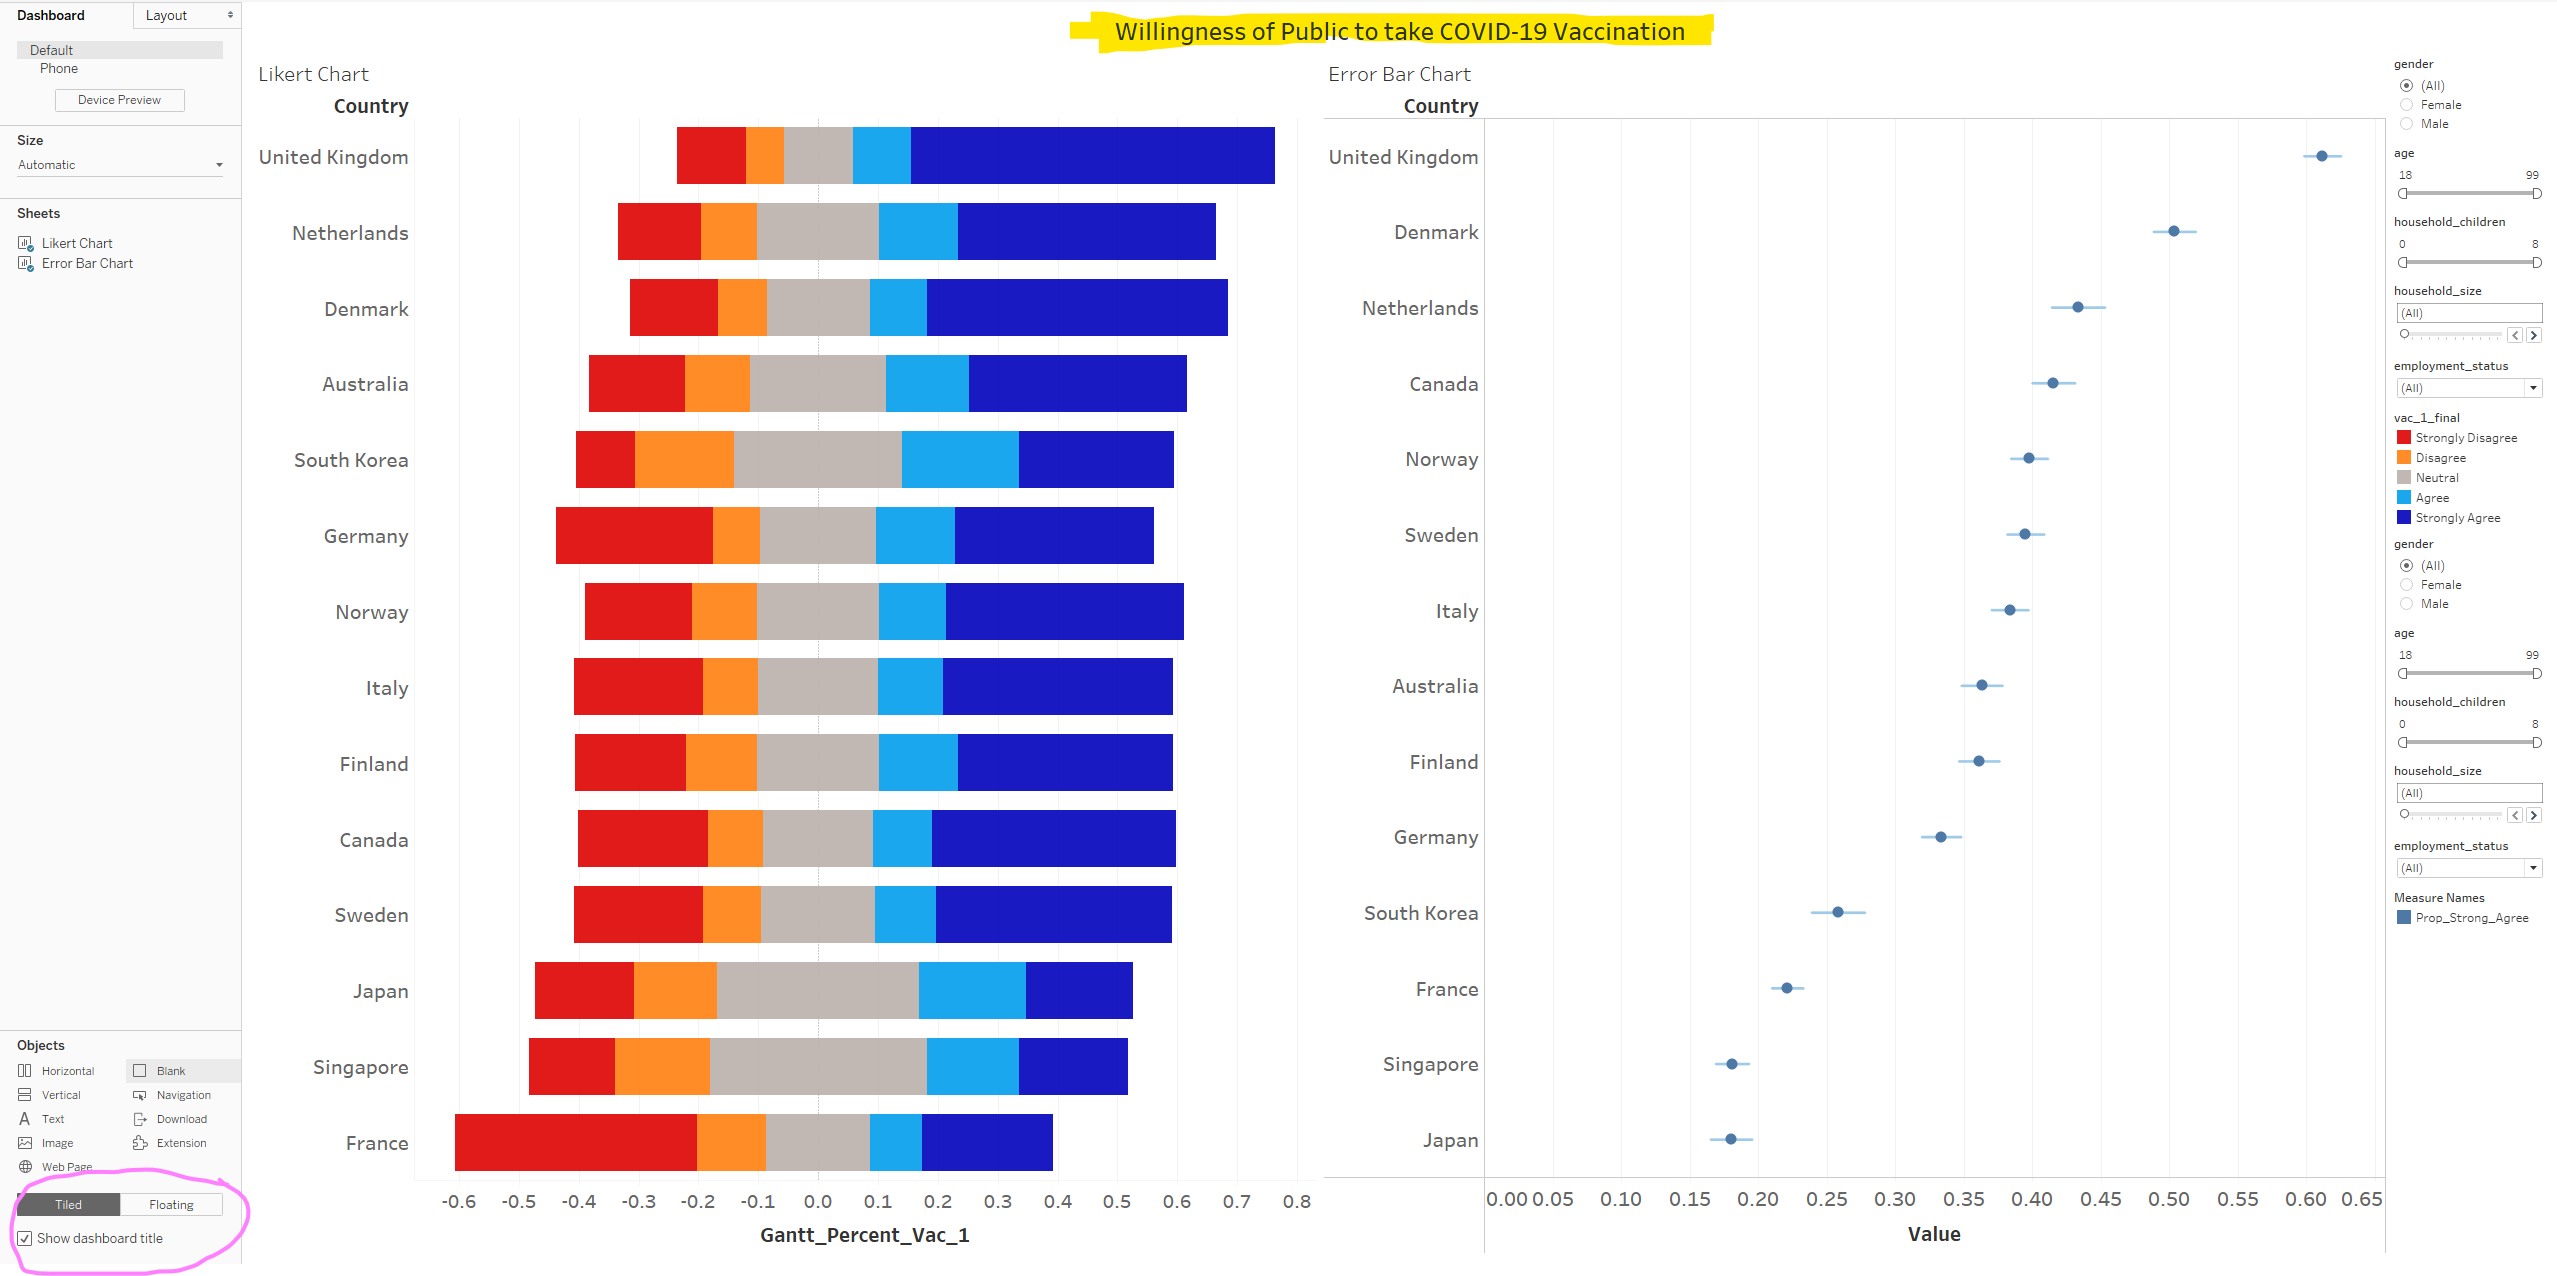 Dashboard
Layout
Default
Phone
Device Preview
Size
Automatic
Sheets
Likert Chart
Error Bar Chart
Objects
Horizontal
Blank
Vertical
Navigation
Text
Download
Image
Extension
Web Page
Tiled
Floating
Show dashboard title
Willingness of Public to take COVID-19 Vaccination
Likert Chart
Country
United Kingdom
Netherlands
Denmark
Australia
South Korea
Germany
Norway
Italy
Finland
Canada
Sweden
Japan
Singapore
France
-0.6 -0.5 -0.4 -0.3 -0.2 -0.1 0.0 0.1 0.2 0.3 0.4 0.5 0.6 0.7 0.8
Gantt_Percent_Vac_1
Error Bar Chart
Country
United Kingdom
Denmark
Netherlands
Canada
Norway
Sweden
Italy
Australia
Finland
Germany
South Korea
France
Singapore
Japan
0.00 0.05 0.10 0.15 0.20 0.25 0.30 0.35 0.40 0.45 0.50 0.55 0.60 0.65
Value
gender
(All)
Female
Male
age
18 99
household_children
0 8
household_size
(All)
employment_status
(All)
vac_1_final
Strongly Disagree
Disagree
Neutral
Agree
Strongly Agree
gender
(All)
Female
Male
age
18 99
household_children
0 8
household_size
(All)
employment_status
(All)
Measure Names
Prop_Strong_Agree